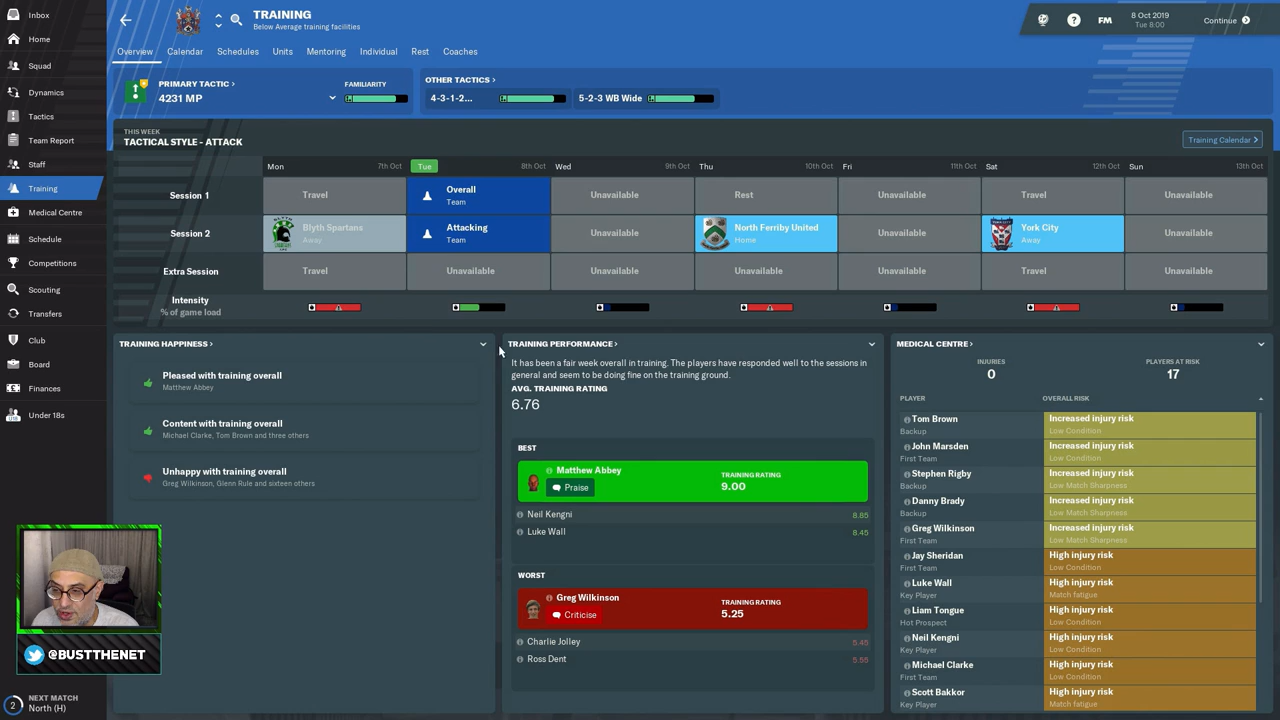 Inbox
Home
Squad
Dynamics
Tactics
Team Report
Staff
Training
Medical Centre
Schedule
Competitions
Scouting
Transfers
Club
Board
Finances
Under 18s
TRAINING
Below Average training facilities
8 Oct 2019
Tue 8:00
FM
Continue
Overview
Calendar
Schedules
Units
Mentoring
Individual
Rest
Coaches
PRIMARY TACTIC >
4231 MP
FAMILIARITY
OTHER TACTICS >
4-3-1-2...
5-2-3 WB Wide
THIS WEEK
TACTICAL STYLE - ATTACK
Training Calendar >
Mon 7th Oct
Tue 8th Oct
Wed 9th Oct
Thu 10th Oct
Fri 11th Oct
Sat 12th Oct
Sun 13th Oct
Session 1
Travel
Overall
Team
Unavailable
Rest
Unavailable
Travel
Unavailable
Session 2
Blyth Spartans
Away
Attacking
Team
Unavailable
North Ferriby United
Home
Unavailable
York City
Away
Unavailable
Extra Session
Travel
Unavailable
Unavailable
Unavailable
Unavailable
Travel
Unavailable
Intensity
% of game load
TRAINING HAPPINESS >
Pleased with training overall
Matthew Abbey
Content with training overall
Michael Clarke, Tom Brown and three others
Unhappy with training overall
Greg Wilkinson, Glenn Rule and sixteen others
TRAINING PERFORMANCE >
It has been a fair week overall in training. The players have responded well to the sessions in
general and seem to be doing fine on the training ground.
AVG. TRAINING RATING
6.76
BEST
Matthew Abbey
Praise
TRAINING RATING
9.00
Neil Kengni 8.65
Luke Wall 8.45
WORST
Greg Wilkinson
Criticise
TRAINING RATING
5.25
Charlie Jolley 5.45
Ross Dent 5.55
MEDICAL CENTRE >
INJURIES
0
PLAYERS AT RISK
17
PLAYER OVERALL RISK
Tom Brown
Backup
Increased injury risk
Low Condition
John Marsden
First Team
Increased injury risk
Low Condition
Stephen Rigby
Backup
Increased injury risk
Low Match Sharpness
Danny Brady
Backup
Increased injury risk
Low Match Sharpness
Greg Wilkinson
First Team
Increased injury risk
Low Match Sharpness
Jay Sheridan
First Team
High injury risk
Low Condition
Luke Wall
Key Player
High injury risk
Match fatigue
Liam Tongue
Hot Prospect
High injury risk
Low Condition
Neil Kengni
Key Player
High injury risk
Low Condition
Michael Clarke
First Team
High injury risk
Low Condition
Scott Bakkor
Key Player
High injury risk
Match fatigue
@BUSTTHENET
2
NEXT MATCH
North (H)